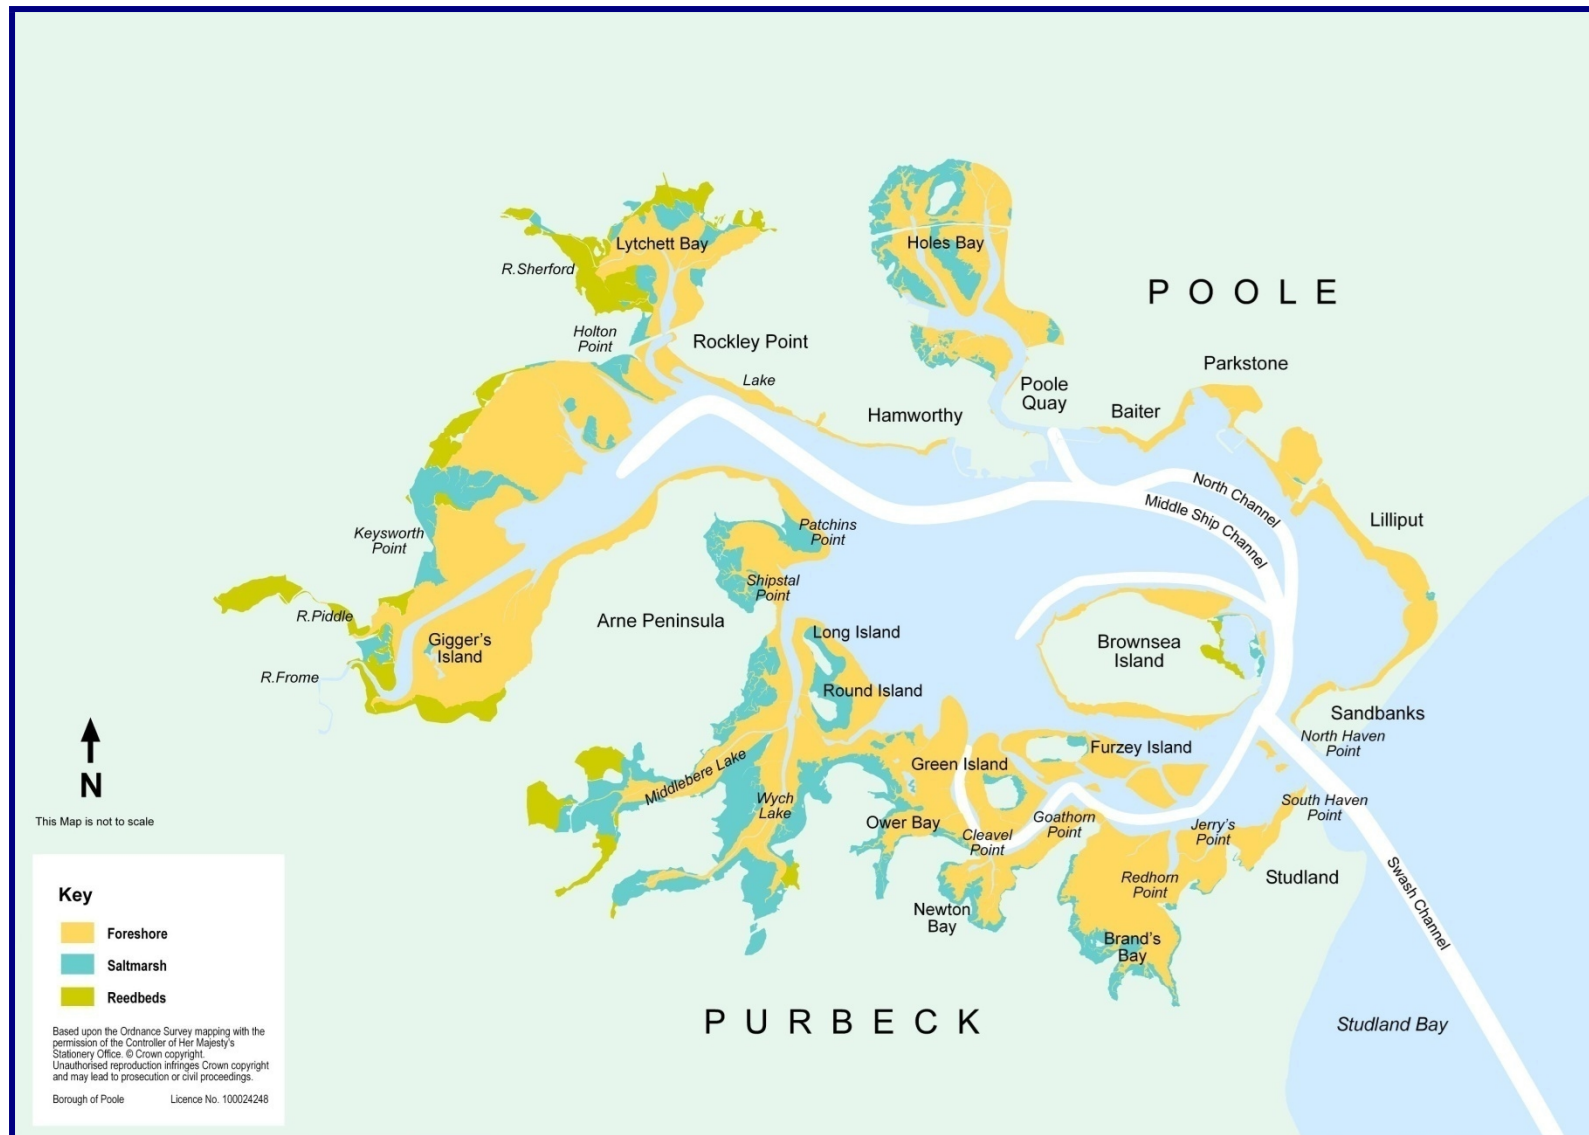 Lytchett Bay
Holes Bay
R.Sherford
POOLE
Holton
Point
Rockley Point
Lake
Hamworthy
Poole
Quay
Baiter
Parkstone
North Channel
Middle Ship Channel
Lilliput
Keysworth
Point
Patchins
Point
Shipstal
Point
R.Piddle
Arne Peninsula
Gigger's
Island
R.Frome
Long Island
Round Island
Brownsea
Island
Sandbanks
North Haven
Point
Furzey Island
Green Island
Middlebere Lake
Wych
Lake
Ower Bay
Cleavel
Point
Goathorn
Point
Jerry's
Point
South Haven
Point
Redhorn
Point
Studland
Swash Channel
Newton
Bay
Brand's
Bay
PURBECK
Studland Bay
N
This Map is not to scale
Key
Foreshore
Saltmarsh
Reedbeds
Based upon the Ordnance Survey mapping with the
permission of the Controller of Her Majesty's
Stationery Office. © Crown copyright.
Unauthorised reproduction infringes Crown copyright
and may lead to prosecution or civil proceedings.
Borough of Poole Licence No. 100024248